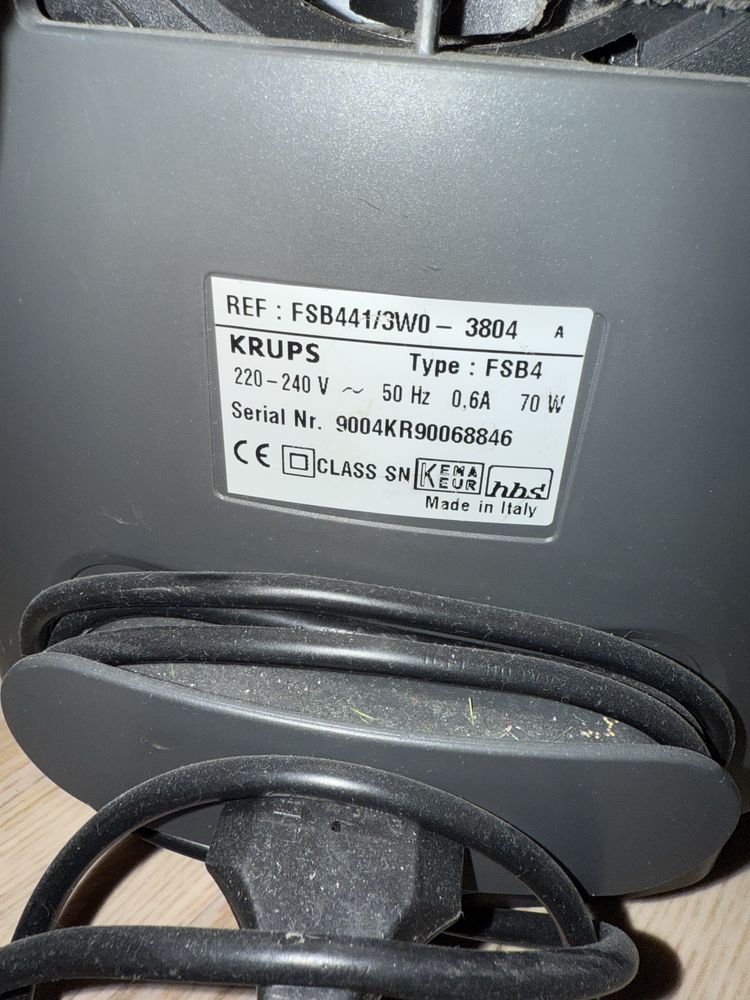 REF : FSB441/3W0 – 3804 A
KRUPS Type : FSB4
220–240 V ~ 50 Hz 0,6A 70 W
Serial Nr. 9004KR90068846
CE CLASS SN KEMA EUR hbs
Made in Italy